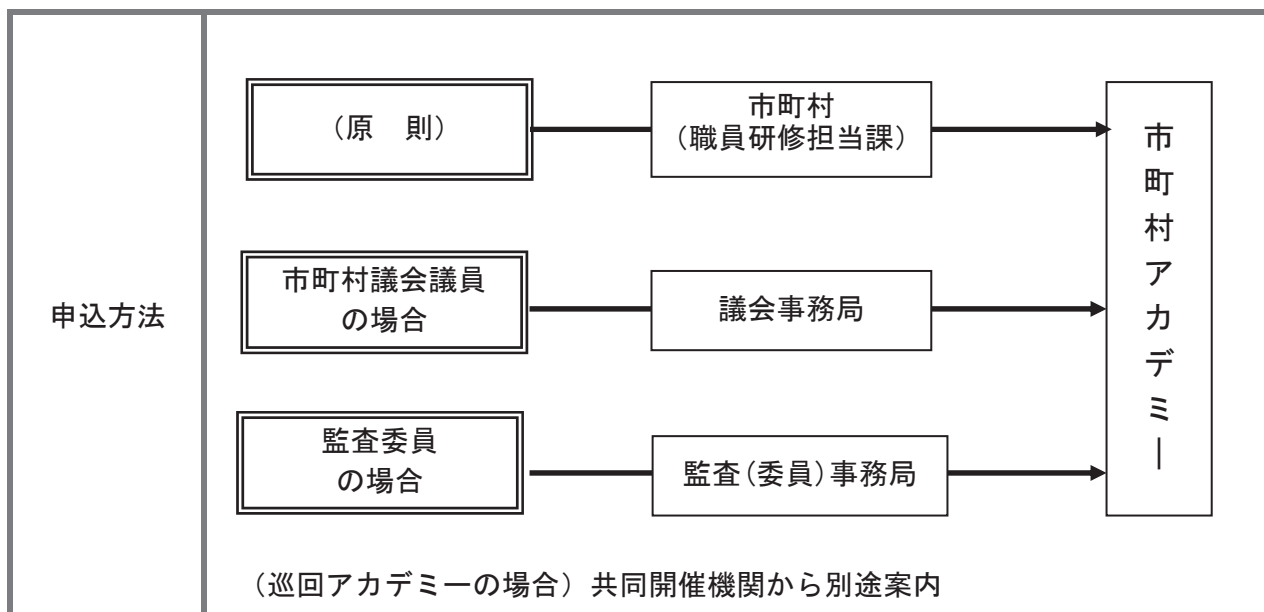 申込方法
（原　則）
市町村
（職員研修担当課）
市町村議会議員
の場合
議会事務局
監査委員
の場合
監査（委員）事務局
市町村アカデミー
（巡回アカデミーの場合）共同開催機関から別途案内